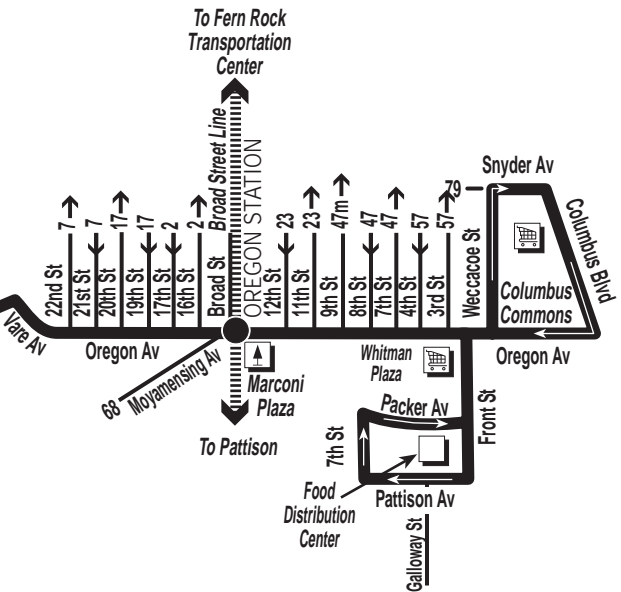 To Fern Rock
Transportation
Center
Broad Street Line
OREGON STATION
7
7
17
17
2
2
23
23
47m
47
47
57
57
79
Snyder Av
22nd St
21st St
20th St
19th St
17th St
16th St
Broad St
12th St
11th St
9th St
8th St
7th St
4th St
3rd St
Weccacoe St
Columbus Blvd
Columbus
Commons
Vare Av
Oregon Av
Oregon Av
68
Moyamensing Av
Marconi
Plaza
Whitman
Plaza
To Pattison
Packer Av
7th St
Front St
Pattison Av
Food
Distribution
Center
Galloway St